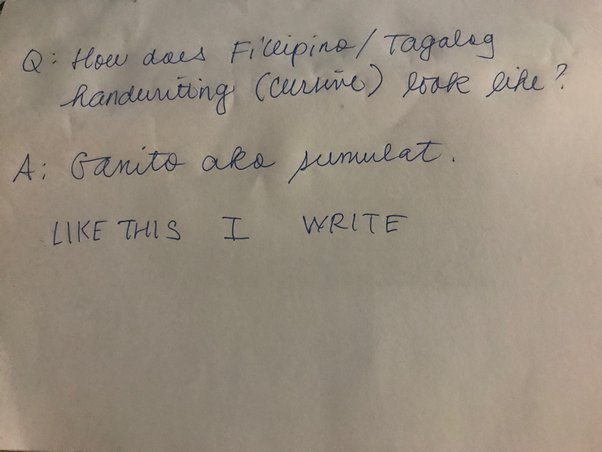 Q: How does Filipino/Tagalog
handwriting (cursive) look like?
A: Ganito ako sumulat.
LIKE THIS I WRITE